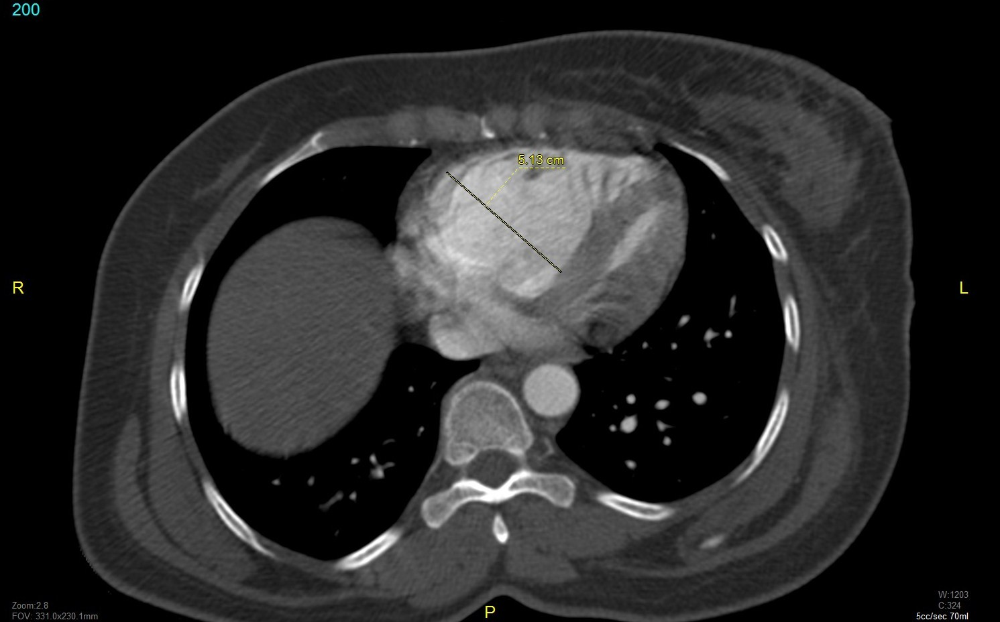 200
5.13 cm
R
L
Zoom:2.8
FOV: 331.0x230.1mm
P
W:1203
C:324
5cc/sec 70ml